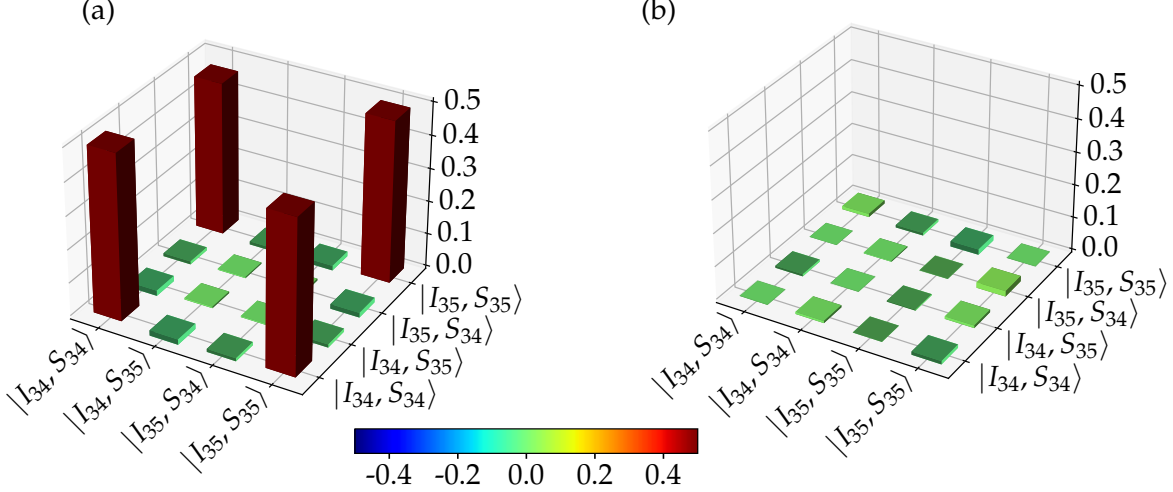 (a)
0.5
0.4
0.3
0.2
0.1
0.0
|I₃₅, S₃₅⟩
|I₃₅, S₃₄⟩
|I₃₄, S₃₅⟩
|I₃₄, S₃₄⟩
|I₃₄, S₃₄⟩
|I₃₄, S₃₅⟩
|I₃₅, S₃₄⟩
|I₃₅, S₃₅⟩
(b)
0.5
0.4
0.3
0.2
0.1
0.0
|I₃₅, S₃₅⟩
|I₃₅, S₃₄⟩
|I₃₄, S₃₅⟩
|I₃₄, S₃₄⟩
|I₃₄, S₃₄⟩
|I₃₄, S₃₄⟩
|I₃₅, S₃₅⟩
|I₃₅, S₃₅⟩
-0.4 -0.2 0.0 0.2 0.4